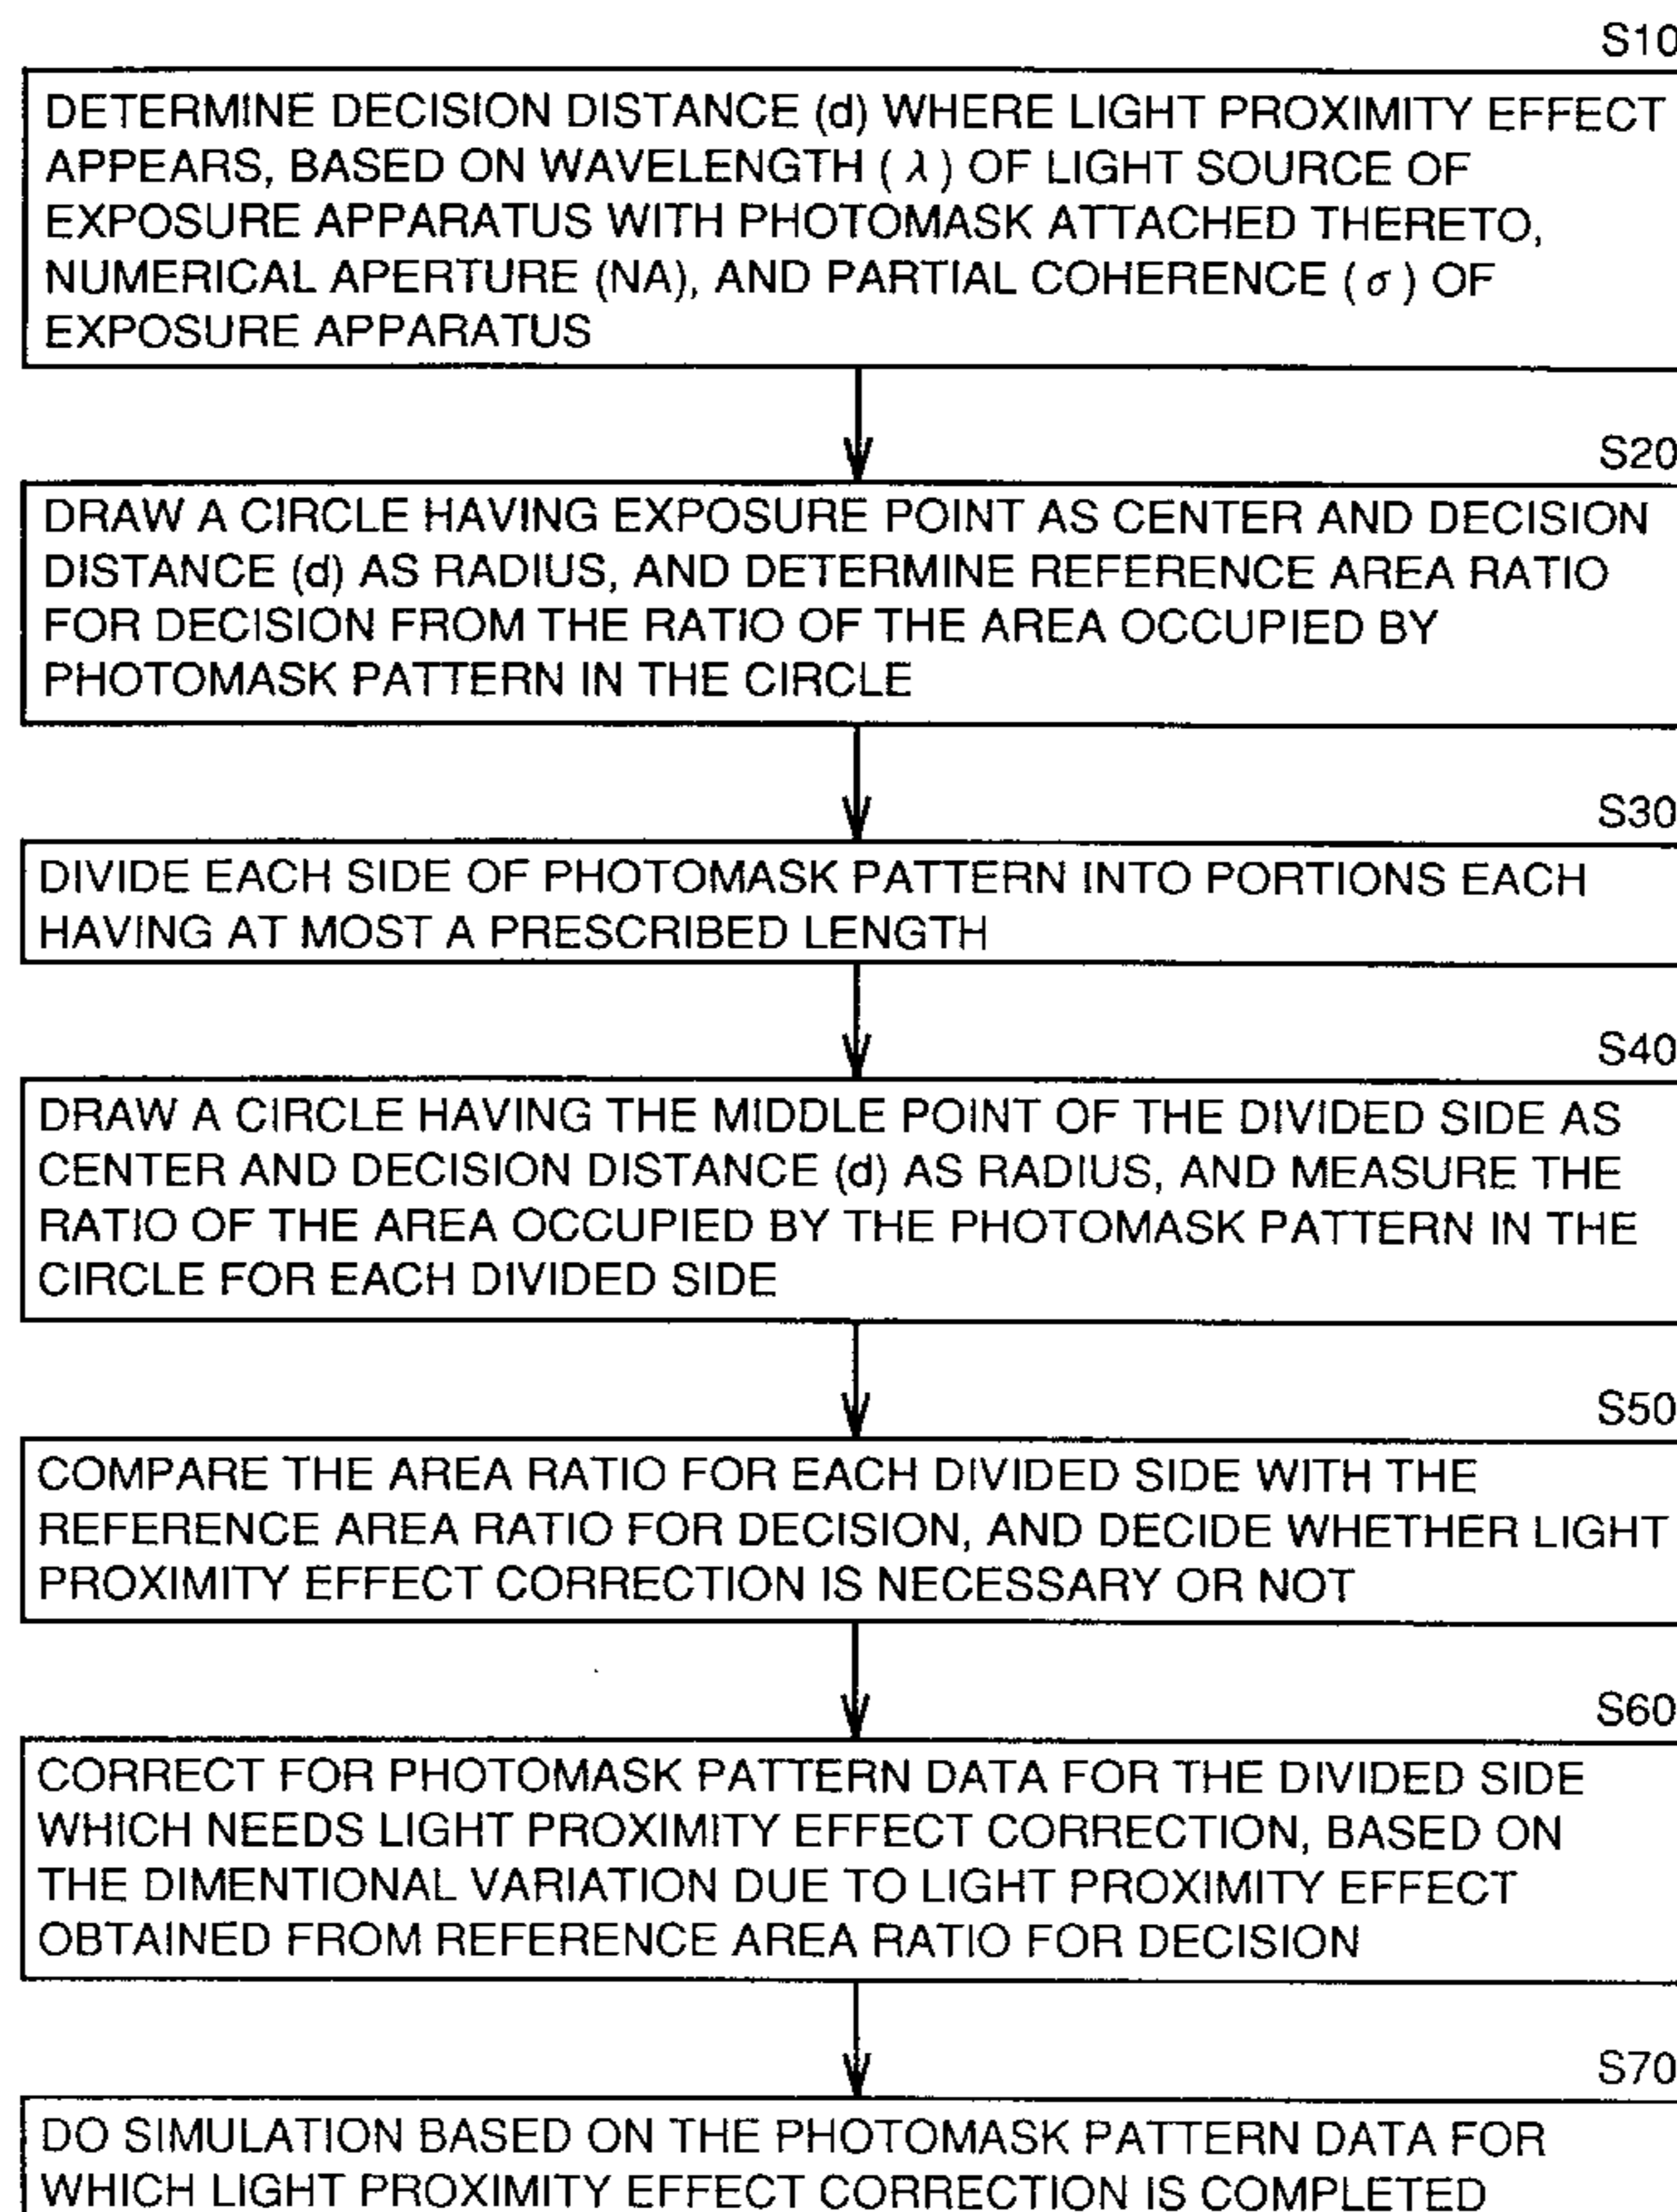 S10
DETERMINE DECISION DISTANCE (d) WHERE LIGHT PROXIMITY EFFECT
APPEARS, BASED ON WAVELENGTH ( λ ) OF LIGHT SOURCE OF
EXPOSURE APPARATUS WITH PHOTOMASK ATTACHED THERETO,
NUMERICAL APERTURE (NA), AND PARTIAL COHERENCE ( σ ) OF
EXPOSURE APPARATUS
S20
DRAW A CIRCLE HAVING EXPOSURE POINT AS CENTER AND DECISION
DISTANCE (d) AS RADIUS, AND DETERMINE REFERENCE AREA RATIO
FOR DECISION FROM THE RATIO OF THE AREA OCCUPIED BY
PHOTOMASK PATTERN IN THE CIRCLE
S30
DIVIDE EACH SIDE OF PHOTOMASK PATTERN INTO PORTIONS EACH
HAVING AT MOST A PRESCRIBED LENGTH
S40
DRAW A CIRCLE HAVING THE MIDDLE POINT OF THE DIVIDED SIDE AS
CENTER AND DECISION DISTANCE (d) AS RADIUS, AND MEASURE THE
RATIO OF THE AREA OCCUPIED BY THE PHOTOMASK PATTERN IN THE
CIRCLE FOR EACH DIVIDED SIDE
S50
COMPARE THE AREA RATIO FOR EACH DIVIDED SIDE WITH THE
REFERENCE AREA RATIO FOR DECISION, AND DECIDE WHETHER LIGHT
PROXIMITY EFFECT CORRECTION IS NECESSARY OR NOT
S60
CORRECT FOR PHOTOMASK PATTERN DATA FOR THE DIVIDED SIDE
WHICH NEEDS LIGHT PROXIMITY EFFECT CORRECTION, BASED ON
THE DIMENTIONAL VARIATION DUE TO LIGHT PROXIMITY EFFECT
OBTAINED FROM REFERENCE AREA RATIO FOR DECISION
S70
DO SIMULATION BASED ON THE PHOTOMASK PATTERN DATA FOR
WHICH LIGHT PROXIMITY EFFECT CORRECTION IS COMPLETED